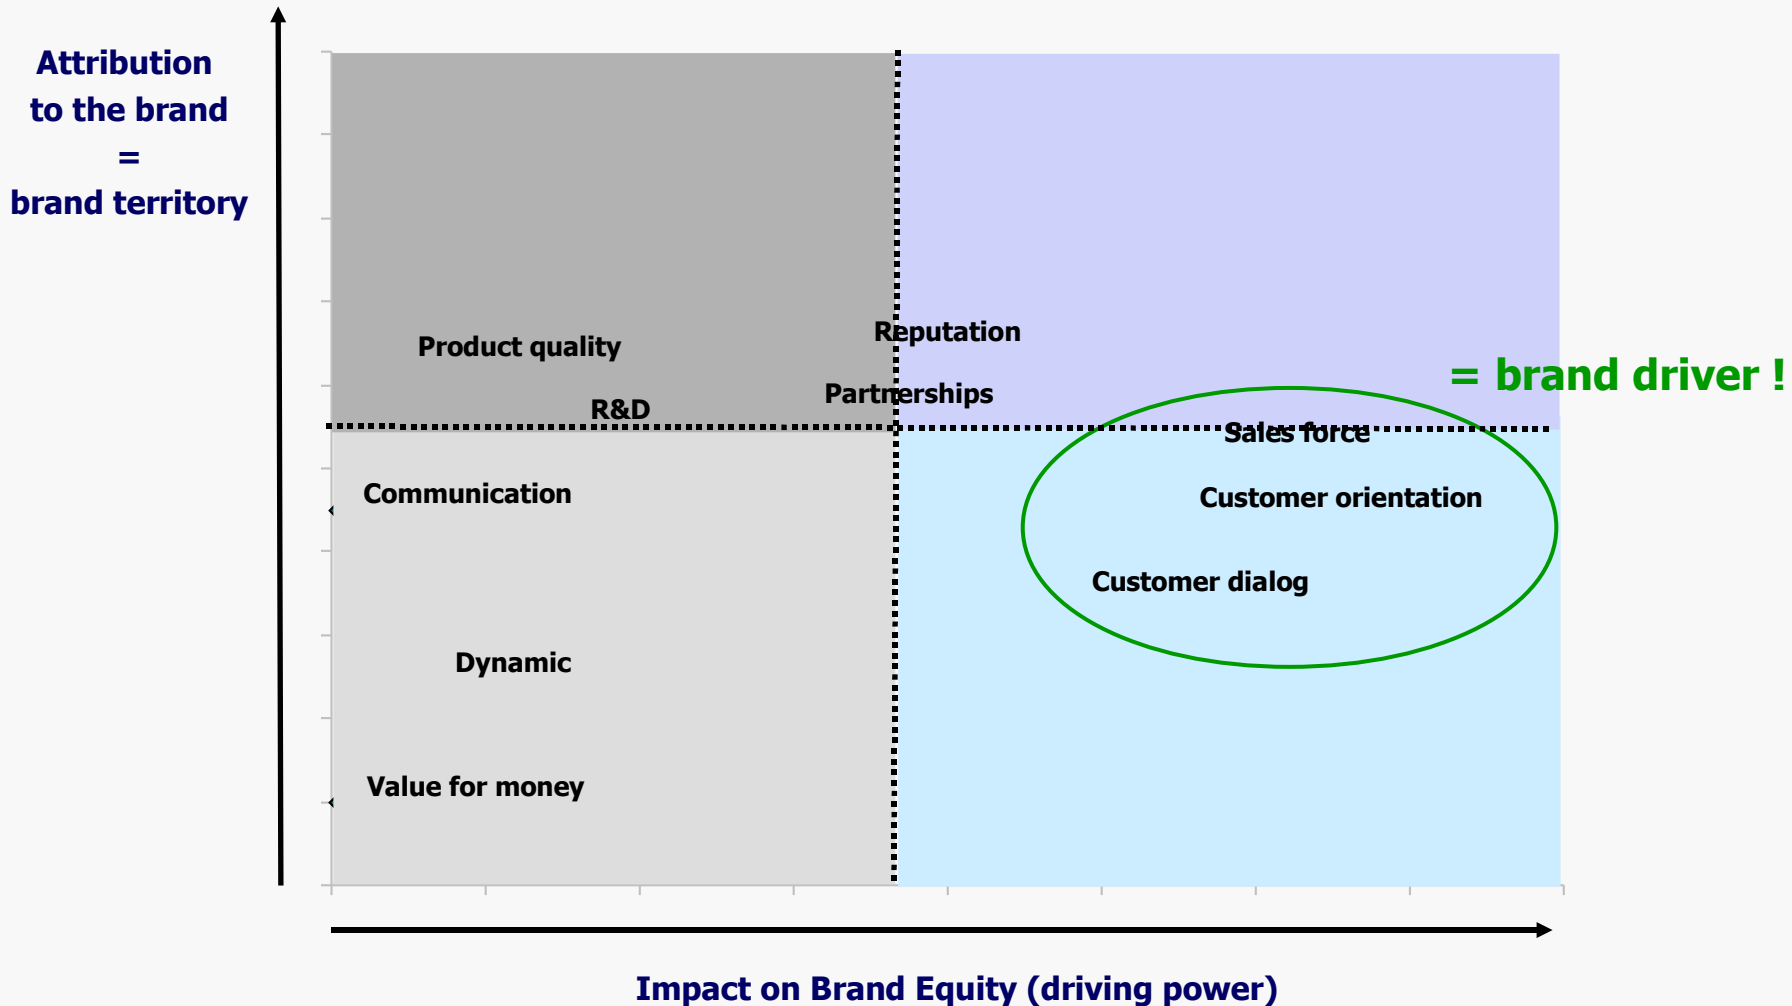 Attribution
to the brand
=
brand territory
Reputation
Product quality
= brand driver !
Partnerships
R&D
Sales force
Communication
Customer orientation
Customer dialog
Dynamic
Value for money
Impact on Brand Equity (driving power)